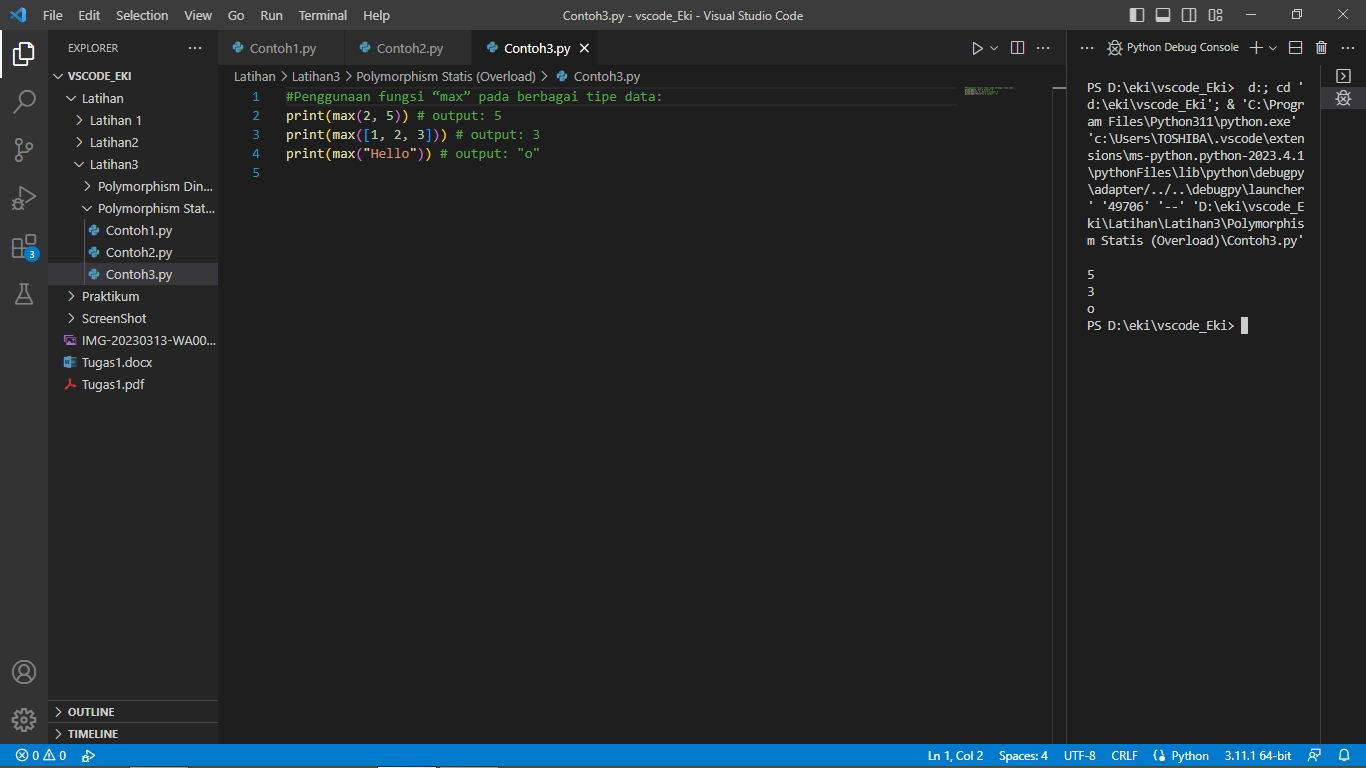 File Edit Selection View Go Run Terminal Help
Contoh3.py - vscode_Eki - Visual Studio Code
EXPLORER
VSCODE_EKI
Latihan
Latihan 1
Latihan2
Latihan3
Polymorphism Din...
Polymorphism Stat...
Contoh1.py
Contoh2.py
Contoh3.py
Praktikum
ScreenShot
IMG-20230313-WA00...
Tugas1.docx
Tugas1.pdf
OUTLINE
TIMELINE
3
Contoh1.py Contoh2.py Contoh3.py
Latihan > Latihan3 > Polymorphism Statis (Overload) > Contoh3.py
1 #Penggunaan fungsi “max” pada berbagai tipe data:
2 print(max(2, 5)) # output: 5
3 print(max([1, 2, 3])) # output: 3
4 print(max("Hello")) # output: "o"
5
Python Debug Console
PS D:\eki\vscode_Eki>  d:; cd '
d:\eki\vscode_Eki'; & 'C:\Progr
am Files\Python311\python.exe'
'c:\Users\TOSHIBA\.vscode\exten
sions\ms-python.python-2023.4.1
\pythonFiles\lib\python\debugpy
\adapter/../..\debugpy\launcher
' '49706' '--' 'D:\eki\vscode_E
ki\Latihan\Latihan3\Polymorphis
m Statis (Overload)\Contoh3.py'
5
3
o
PS D:\eki\vscode_Eki>
0 0
Ln 1, Col 2 Spaces: 4 UTF-8 CRLF Python 3.11.1 64-bit